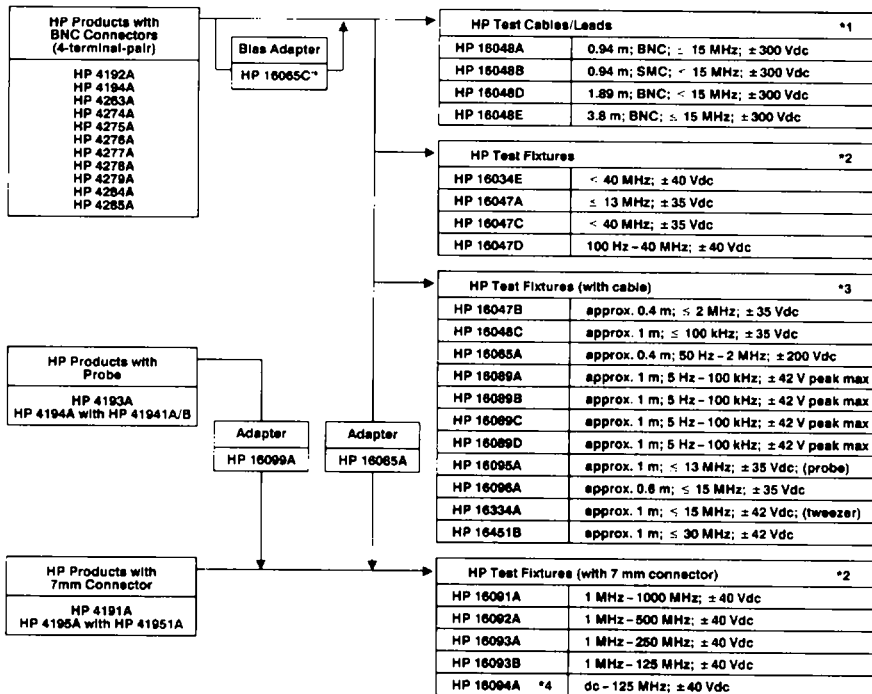 HP Products with
BNC Connectors
(4-terminal-pair)
HP 4192A
HP 4194A
HP 4263A
HP 4274A
HP 4275A
HP 4276A
HP 4277A
HP 4278A
HP 4279A
HP 4284A
HP 4285A
Bias Adapter
HP 16065C
HP Test Cables/Leads *1
HP 16048A 0.94 m; BNC; ≤ 15 MHz; ±300 Vdc
HP 16048B 0.94 m; SMC; ≤ 15 MHz; ±300 Vdc
HP 16048D 1.89 m; BNC; ≤ 15 MHz; ±300 Vdc
HP 16048E 3.8 m; BNC; ≤ 15 MHz; ±300 Vdc
HP Test Fixtures *2
HP 16034E < 40 MHz; ±40 Vdc
HP 16047A ≤ 13 MHz; ±35 Vdc
HP 16047C < 40 MHz; ±35 Vdc
HP 16047D 100 Hz – 40 MHz; ±40 Vdc
HP Test Fixtures (with cable) *3
HP 16047B approx. 0.4 m; ≤ 2 MHz; ±35 Vdc
HP 16048C approx. 1 m; ≤ 100 kHz; ±35 Vdc
HP 16065A approx. 0.4 m; 50 Hz – 2 MHz; ±200 Vdc
HP 16089A approx. 1 m; 5 Hz – 100 kHz; ±42 V peak max
HP 16089B approx. 1 m; 5 Hz – 100 kHz; ±42 V peak max
HP 16089C approx. 1 m; 5 Hz – 100 kHz; ±42 V peak max
HP 16089D approx. 1 m; 5 Hz – 100 kHz; ±42 V peak max
HP 16095A approx. 1 m; ≤ 13 MHz; ±35 Vdc; (probe)
HP 16096A approx. 0.6 m; ≤ 15 MHz; ±35 Vdc
HP 16334A approx. 1 m; ≤ 15 MHz; ±42 Vdc; (tweezer)
HP 16451B approx. 1 m; ≤ 30 MHz; ±42 Vdc
HP Products with
Probe
HP 4193A
HP 4194A with HP 41941A/B
Adapter
HP 16099A
Adapter
HP 16085A
HP Products with
7mm Connector
HP 4191A
HP 4195A with HP 41951A
HP Test Fixtures (with 7 mm connector) *2
HP 16091A 1 MHz – 1000 MHz; ±40 Vdc
HP 16092A 1 MHz – 500 MHz; ±40 Vdc
HP 16093A 1 MHz – 250 MHz; ±40 Vdc
HP 16093B 1 MHz – 125 MHz; ±40 Vdc
HP 16094A *4 dc – 125 MHz; ±40 Vdc